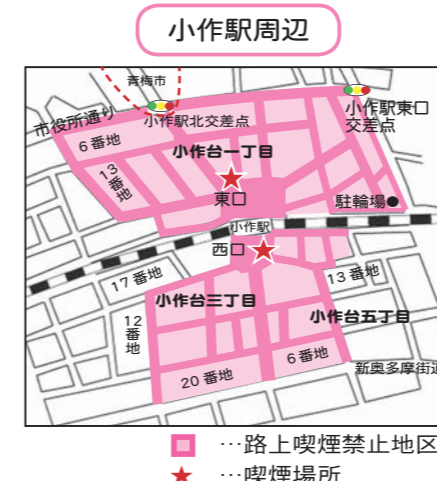 小作駅周辺
青梅市
市役所通り
小作駅北交差点
小作駅東口
交差点
6番地
小作台一丁目
13番地
東口
駐輪場●
小作駅
西口
17番地
13番地
小作台三丁目
小作台五丁目
12番地
20番地
6番地
新奥多摩街道
…路上喫煙禁止地区
★ …喫煙場所